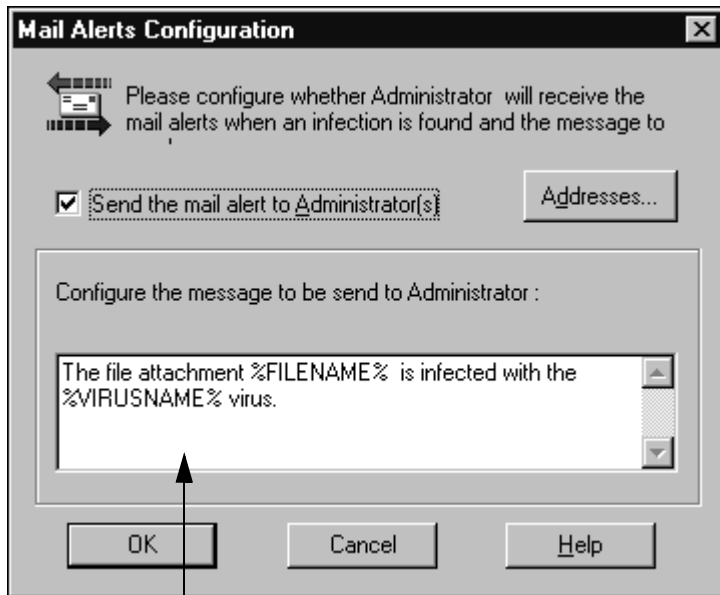 Mail Alerts Configuration
Please configure whether Administrator will receive the
mail alerts when an infection is found and the message to
Send the mail alert to Administrator(s)
Addresses...
Configure the message to be send to Administrator :
The file attachment %FILENAME% is infected with the
%VIRUSNAME% virus.
OK
Cancel
Help